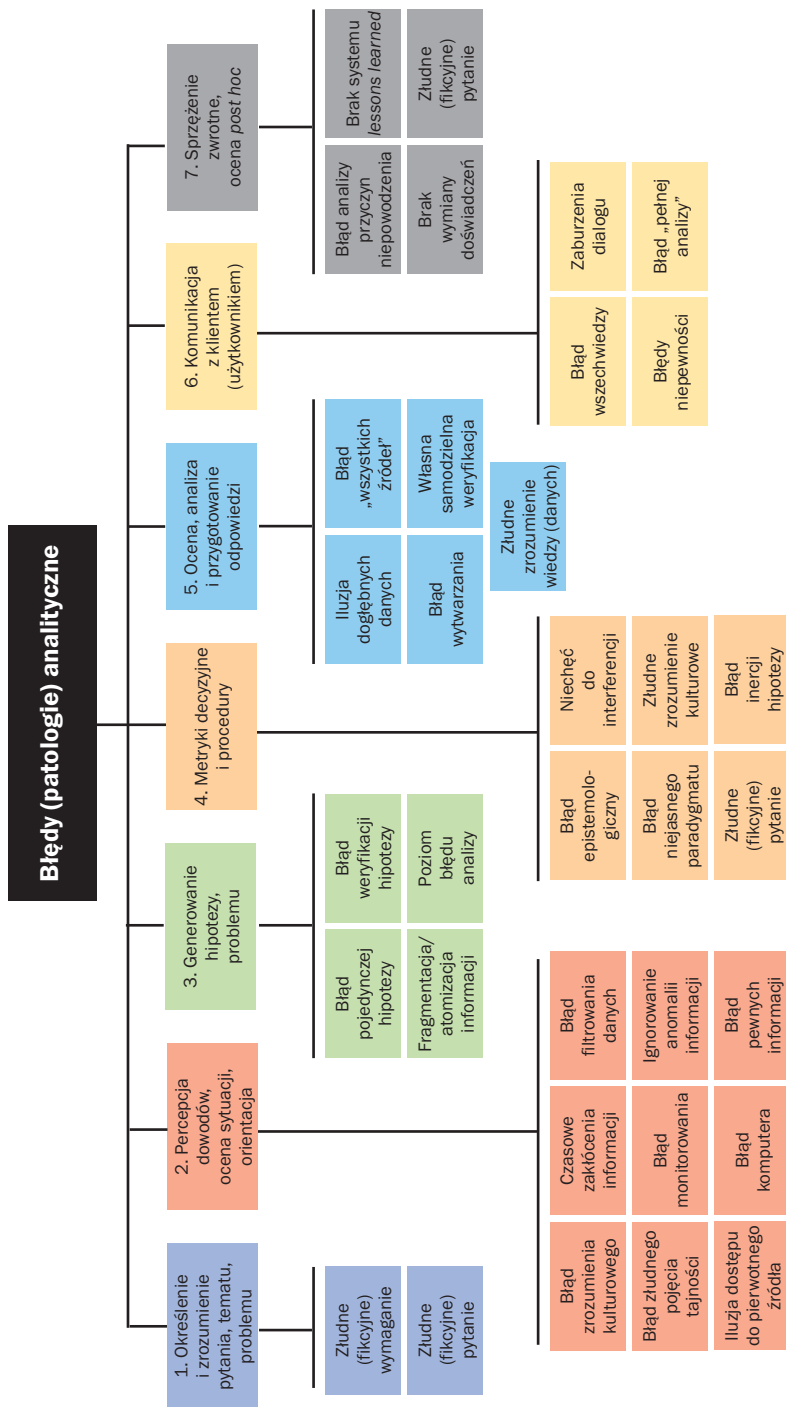 Błędy (patologie) analityczne
1. Określenie
i zrozumienie
pytania, tematu,
problemu
Złudne
(fikcyjne)
wymaganie
Złudne
(fikcyjne)
pytanie
2. Percepcja
dowodów,
ocena sytuacji,
orientacja
Błąd
zrozumienia
kulturowego
Czasowe
zakłócenia
informacji
Błąd
filtrowania
danych
Błąd złudnego
pojęcia
tajności
Błąd
monitorowania
Ignorowanie
anomalii
informacji
Iluzja dostępu
do pierwotnego
źródła
Błąd
komputera
Błąd
pewnych
informacji
3. Generowanie
hipotezy,
problemu
Błąd
pojedynczej
hipotezy
Błąd
weryfikacji
hipotezy
Fragmentacja/
atomizacja
informacji
Poziom
błędu
analizy
4. Metryki decyzyjne
i procedury
Błąd
epistemolo-
giczny
Niechęć
do
interferencji
Błąd
niejasnego
paradygmatu
Złudne
zrozumienie
kulturowe
Złudne
(fikcyjne)
pytanie
Błąd
inercji
hipotezy
5. Ocena, analiza
i przygotowanie
odpowiedzi
Iluzja
dogłębnych
danych
Błąd
„wszystkich
źródeł”
Błąd
wytwarzania
Własna
samodzielna
weryfikacja
Złudne
zrozumienie
wiedzy (danych)
6. Komunikacja
z klientem
(użytkownikiem)
Błąd
wszechwiedzy
Zaburzenia
dialogu
Błędy
niepewności
Błąd „pełnej
analizy”
7. Sprzężenie
zwrotne,
ocena post hoc
Błąd analizy
przyczyn
niepowodzenia
Brak systemu
lessons learned
Brak
wymiany
doświadczeń
Złudne
(fikcyjne)
pytanie